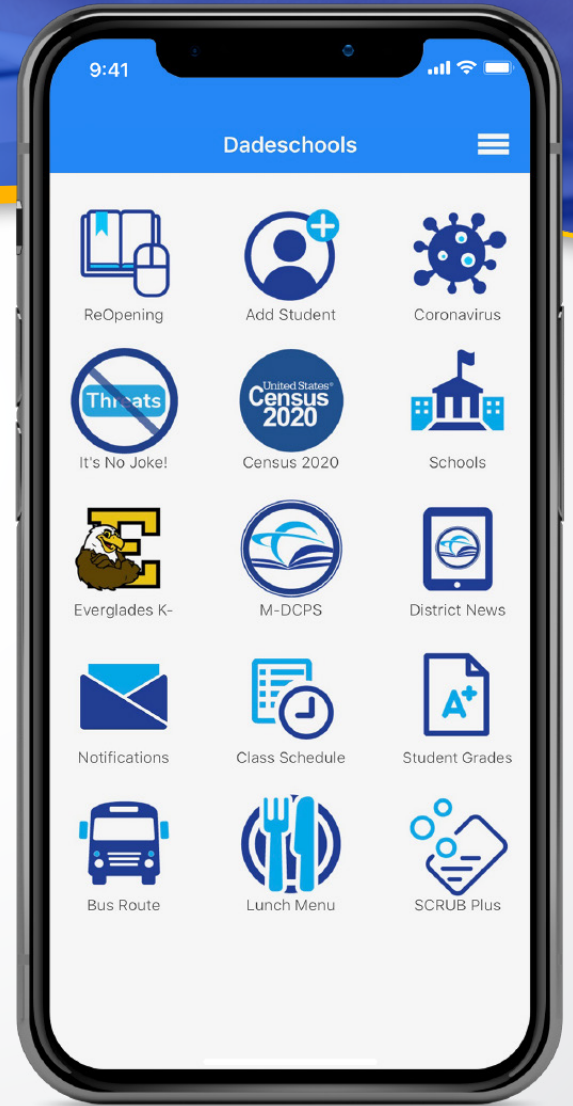 9:41
Dadeschools
ReOpening
Add Student
Coronavirus
Threats
It's No Joke!
United States®
Census
2020
Census 2020
Schools
E
Everglades K-
M-DCPS
District News
Notifications
A+
Class Schedule
Student Grades
Bus Route
Lunch Menu
SCRUB Plus